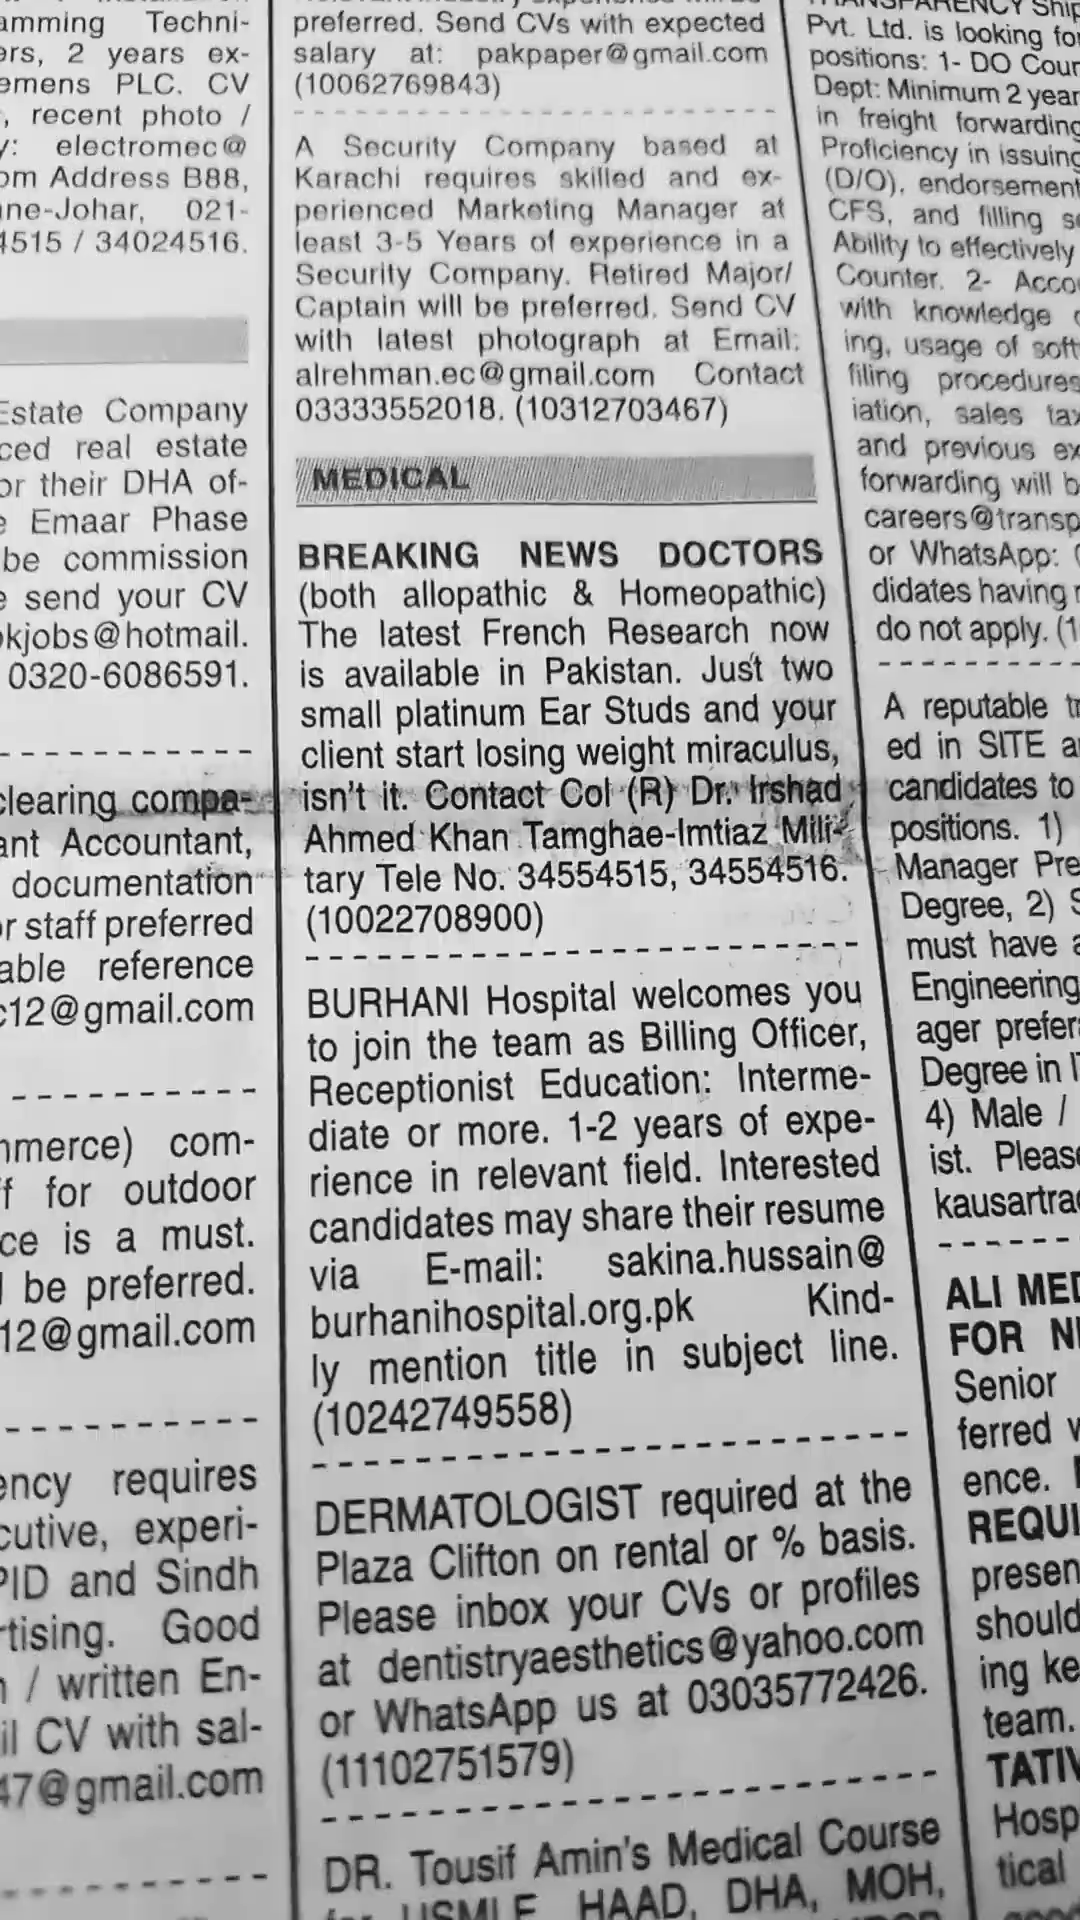 amming Techni-
ers, 2 years ex-
emens PLC. CV
, recent photo /
y: electromec@
om Address B88,
ne-Johar, 021-
4515 / 34024516.
Estate Company
ced real estate
or their DHA of-
e Emaar Phase
be commission
e send your CV
kjobs@hotmail.
0320-6086591.
clearing compa-
ant Accountant,
documentation
or staff preferred
able reference
c12@gmail.com
mmerce) com-
f for outdoor
ce is a must.
l be preferred.
12@gmail.com
ency requires
cutive, experi-
PID and Sindh
rtising. Good
n / written En-
il CV with sal-
47@gmail.com
preferred. Send CVs with expected
salary at: pakpaper@gmail.com
(10062769843)
A Security Company based at
Karachi requires skilled and ex-
perienced Marketing Manager at
least 3-5 Years of experience in a
Security Company. Retired Major/
Captain will be preferred. Send CV
with latest photograph at Email:
alrehman.ec@gmail.com Contact
03333552018. (10312703467)
MEDICAL
BREAKING NEWS DOCTORS
(both allopathic & Homeopathic)
The latest French Research now
is available in Pakistan. Just two
small platinum Ear Studs and your
client start losing weight miraculus,
isn't it. Contact Col (R) Dr. Irshad
Ahmed Khan Tamghae-Imtiaz Mili-
tary Tele No. 34554515, 34554516.
(10022708900)
BURHANI Hospital welcomes you
to join the team as Billing Officer,
Receptionist Education: Interme-
diate or more. 1-2 years of expe-
rience in relevant field. Interested
candidates may share their resume
via E-mail: sakina.hussain@
burhanihospital.org.pk Kind-
ly mention title in subject line.
(10242749558)
DERMATOLOGIST required at the
Plaza Clifton on rental or % basis.
Please inbox your CVs or profiles
at dentistryaesthetics@yahoo.com
or WhatsApp us at 03035772426.
(11102751579)
DR. Tousif Amin's Medical Course
for USMLE, HAAD, DHA, MOH,
TRANSPARENCY Ship
Pvt. Ltd. is looking for
positions: 1- DO Coun
Dept: Minimum 2 year
in freight forwarding
Proficiency in issuing
(D/O), endorsement
CFS, and filling se
Ability to effectively
Counter. 2- Acco
with knowledge
ing, usage of soft
filing procedures
iation, sales tax
and previous ex
forwarding will b
careers@transp
or WhatsApp:
didates having
do not apply. (1
A reputable tr
ed in SITE a
candidates to
positions. 1)
Manager Pre
Degree, 2) S
must have a
Engineering
ager prefer
Degree in I
4) Male /
ist. Please
kausartra
ALI MED
FOR N
Senior
ferred
ence.
REQUI
presen
should
ing ke
team.
TATIV
Hosp
tical